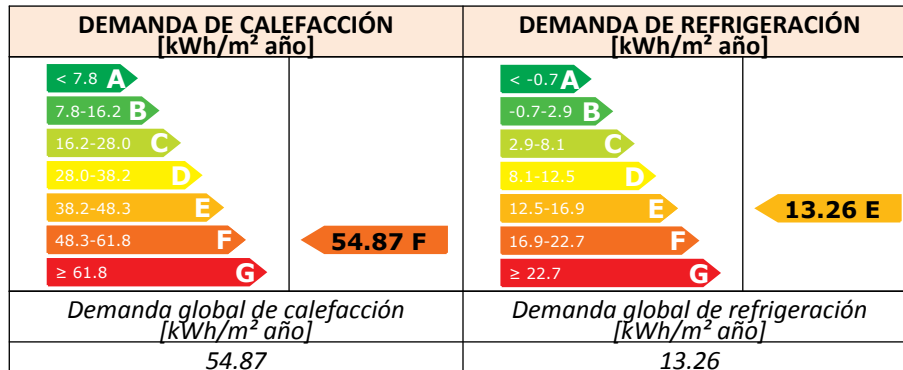 DEMANDA DE CALEFACCIÓN
[kWh/m² año]
DEMANDA DE REFRIGERACIÓN
[kWh/m² año]
< 7.8 A
7.8-16.2 B
16.2-28.0 C
28.0-38.2 D
38.2-48.3 E
48.3-61.8 F
≥ 61.8 G
54.87 F
< -0.7 A
-0.7-2.9 B
2.9-8.1 C
8.1-12.5 D
12.5-16.9 E
16.9-22.7 F
≥ 22.7 G
13.26 E
Demanda global de calefacción
[kWh/m² año]
Demanda global de refrigeración
[kWh/m² año]
54.87
13.26